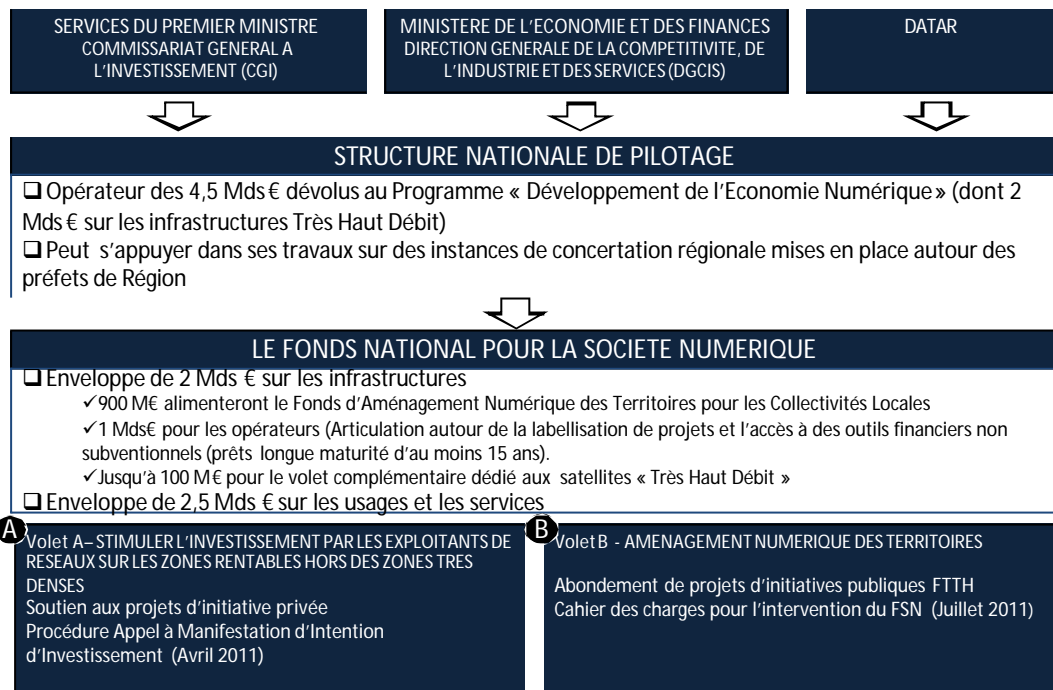 SERVICES DU PREMIER MINISTRE
COMMISSARIAT GENERAL A
L'INVESTISSEMENT (CGI)
MINISTERE DE L'ECONOMIE ET DES FINANCES
DIRECTION GENERALE DE LA COMPETITIVITE, DE
L'INDUSTRIE ET DES SERVICES (DGCIS)
DATAR
STRUCTURE NATIONALE DE PILOTAGE
❑ Opérateur des 4,5 Mds € dévolus au Programme « Développement de l'Economie Numérique » (dont 2
Mds € sur les infrastructures Très Haut Débit)
❑ Peut s'appuyer dans ses travaux sur des instances de concertation régionale mises en place autour des
préfets de Région
LE FONDS NATIONAL POUR LA SOCIETE NUMERIQUE
❑ Enveloppe de 2 Mds € sur les infrastructures
✓900 M€ alimenteront le Fonds d'Aménagement Numérique des Territoires pour les Collectivités Locales
✓1 Mds€ pour les opérateurs (Articulation autour de la labellisation de projets et l'accès à des outils financiers non
subventionnels (prêts longue maturité d'au moins 15 ans).
✓Jusqu'à 100 M€ pour le volet complémentaire dédié aux satellites « Très Haut Débit »
❑ Enveloppe de 2,5 Mds € sur les usages et les services
A
Volet A– STIMULER L'INVESTISSEMENT PAR LES EXPLOITANTS DE
RESEAUX SUR LES ZONES RENTABLES HORS DES ZONES TRES
DENSES
Soutien aux projets d'initiative privée
Procédure Appel à Manifestation d'Intention
d'Investissement (Avril 2011)
B
Volet B - AMENAGEMENT NUMERIQUE DES TERRITOIRES
Abondement de projets d'initiatives publiques FTTH
Cahier des charges pour l'intervention du FSN (Juillet 2011)